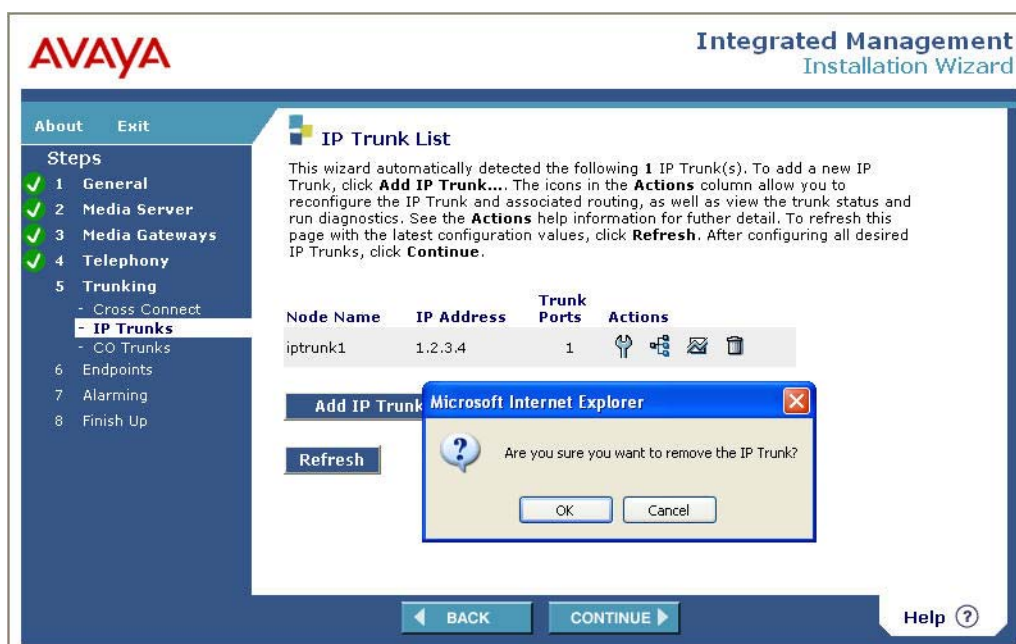 AVAYA
Integrated Management
Installation Wizard
About Exit
Steps
1 General
2 Media Server
3 Media Gateways
4 Telephony
5 Trunking
- Cross Connect
- IP Trunks
- CO Trunks
6 Endpoints
7 Alarming
8 Finish Up
IP Trunk List
This wizard automatically detected the following 1 IP Trunk(s). To add a new IP
Trunk, click Add IP Trunk.... The icons in the Actions column allow you to
reconfigure the IP Trunk and associated routing, as well as view the trunk status and
run diagnostics. See the Actions help information for futher detail. To refresh this
page with the latest configuration values, click Refresh. After configuring all desired
IP Trunks, click Continue.
Node Name IP Address Trunk Ports Actions
iptrunk1 1.2.3.4 1
Add IP Trunk
Refresh
Microsoft Internet Explorer
Are you sure you want to remove the IP Trunk?
OK Cancel
BACK CONTINUE
Help ?